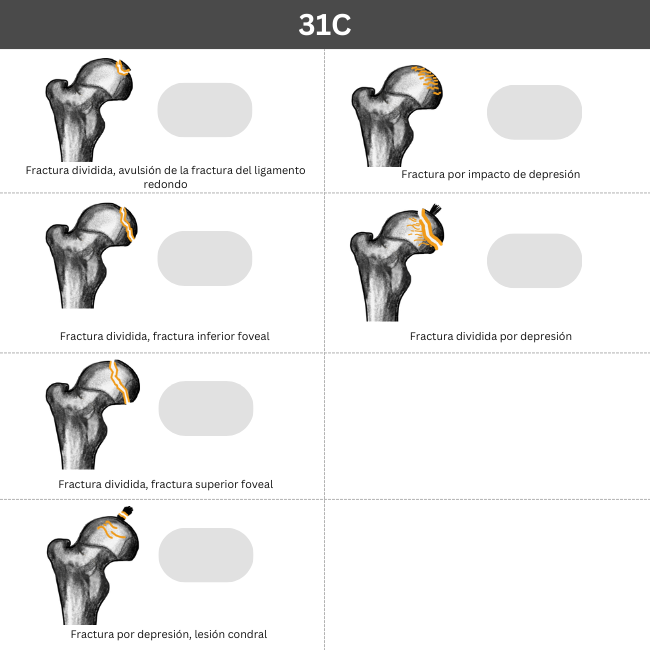 31C
Fractura dividida, avulsión de la fractura del ligamento
redondo
Fractura por impacto de depresión
Fractura dividida, fractura inferior foveal
Fractura dividida por depresión
Fractura dividida, fractura superior foveal
Fractura por depresión, lesión condral